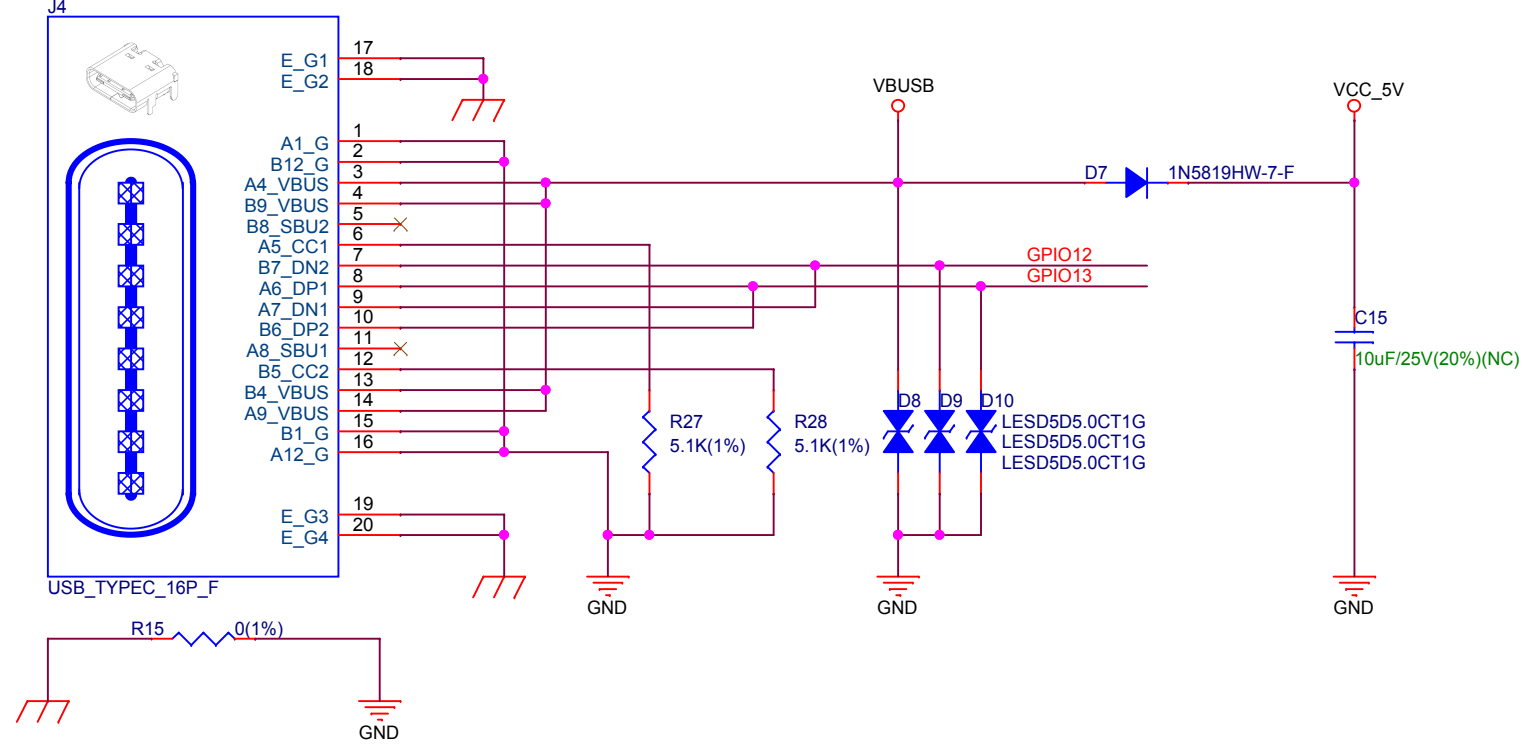 J4
E_G1 17
E_G2 18
A1_G 1
B12_G 2
A4_VBUS 3
B9_VBUS 4
B8_SBU2 5
A5_CC1 6
B7_DN2 7
A6_DP1 8
A7_DN1 9
B6_DP2 10
A8_SBU1 11
B5_CC2 12
B4_VBUS 13
A9_VBUS 14
B1_G 15
A12_G 16
E_G3 19
E_G4 20
USB_TYPEC_16P_F
VBUSB
VCC_5V
D7 1N5819HW-7-F
GPIO12
GPIO13
C15
10uF/25V(20%)(NC)
R27
5.1K(1%)
R28
5.1K(1%)
D8 D9 D10
LESD5D5.0CT1G
LESD5D5.0CT1G
LESD5D5.0CT1G
GND
GND
GND
R15 0(1%)
GND